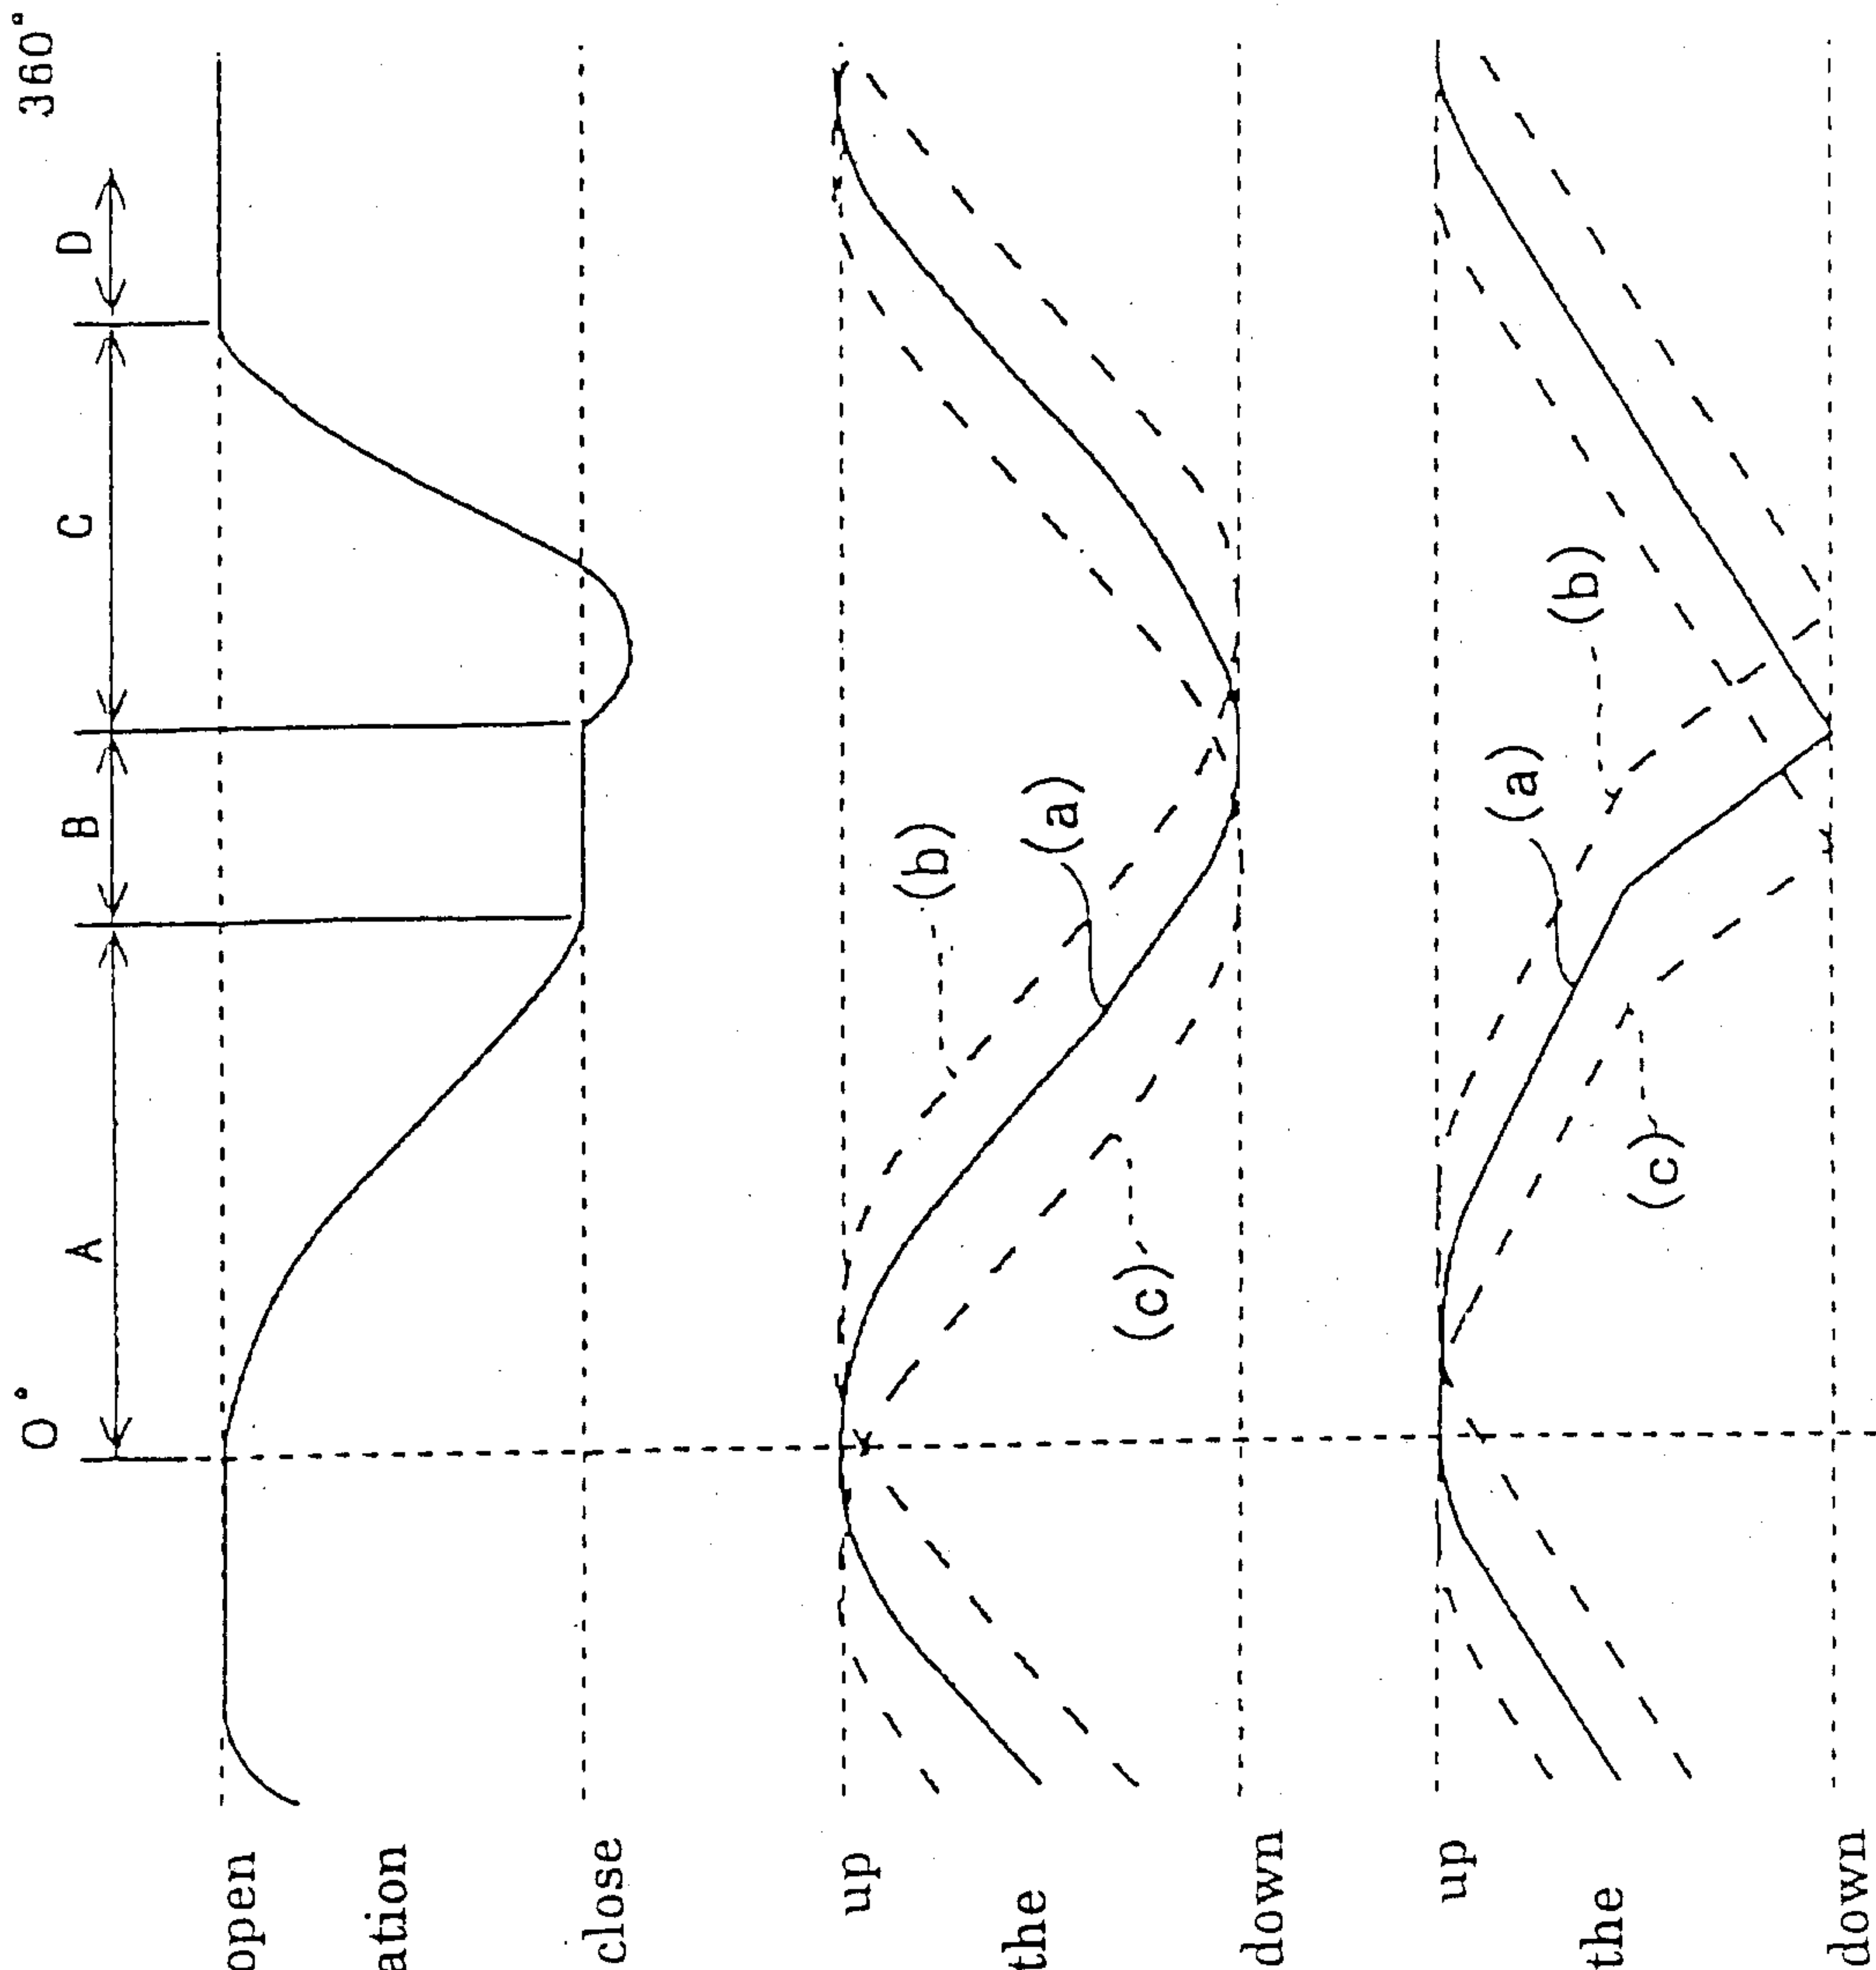 0° 360°
A B C D
open
ation
close
up
(b)
(a)
the
(c)
down
up
(a) (b)
the
(c)
down